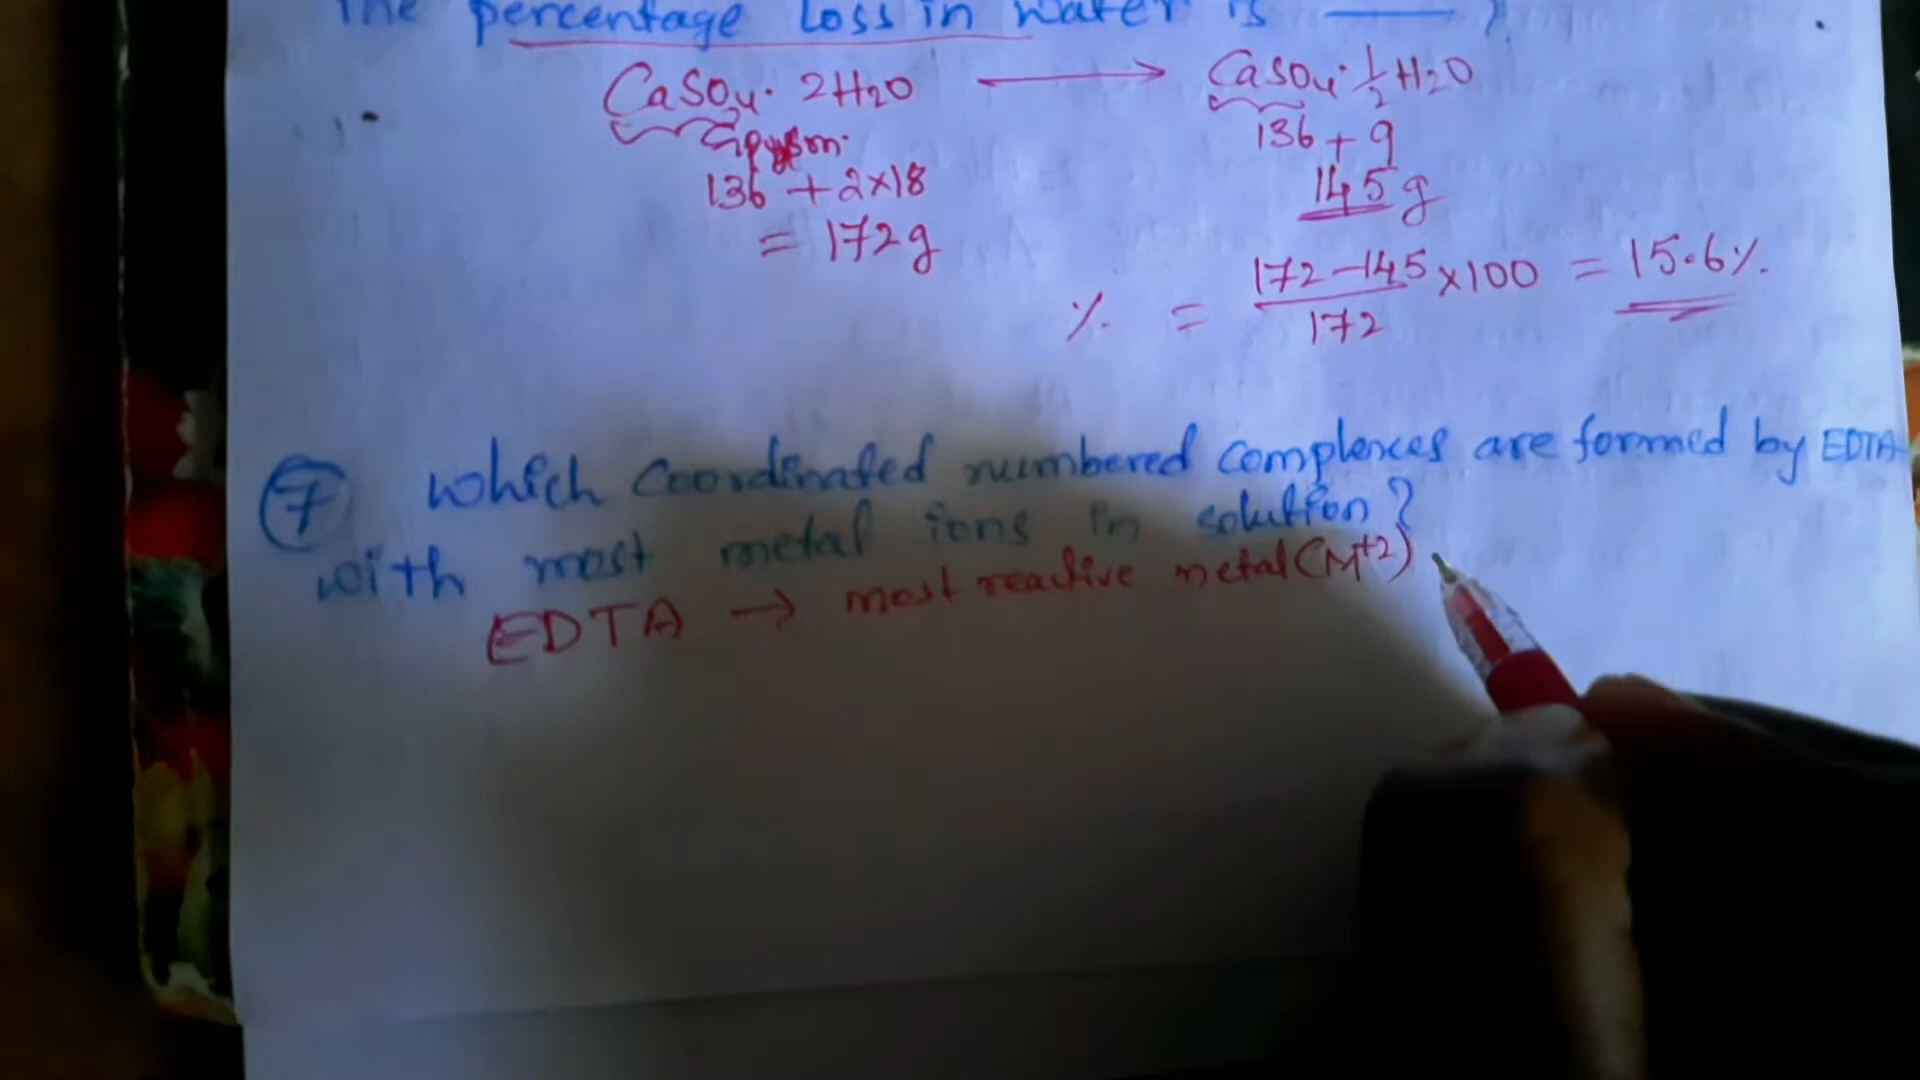 The percentage Loss in water is ——?
CaSO4. 2H2O → CaSO4. 1/2 H2O
Gipysm. 136 + 9
136 + 2×18 145 g
= 172g
% = 172-145/172 ×100 = 15.6%.
7 which Coordinated numbered complexes are formed by EDTA
with most metal ions in solution?
EDTA → most reactive metal (M+2)